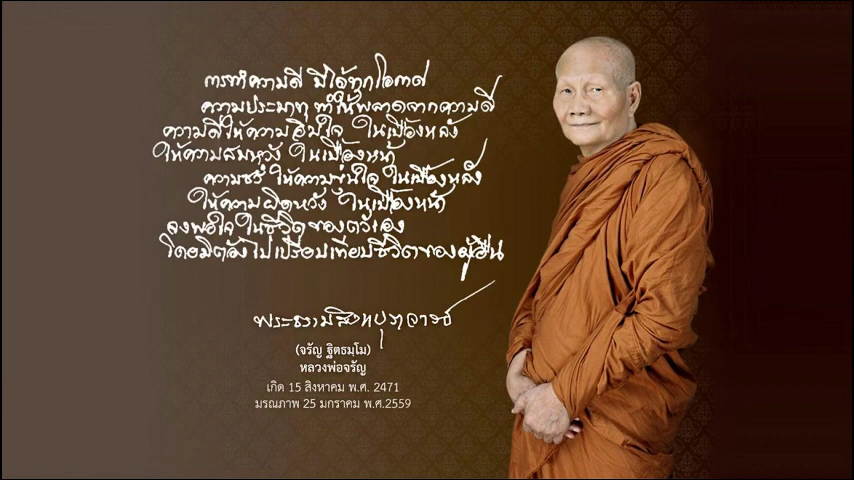 การทำความดี มีได้ทุกโอกาส
ความประมาท ทำให้พลาดจากความดี
ความดีให้ความอิ่มใจ ในเบื้องหลัง
ให้ความสมหวัง ในเบื้องหน้า
ความชั่ว ให้ความขุ่นใจ ในเบื้องหลัง
ให้ความผิดหวัง ในเบื้องหน้า
จงพอใจ ในชีวิตของตัวเอง
โดยมิต้องไปเปรียบเทียบชีวิตของผู้อื่น
พระธรรมสิงหบุราจารย์
(จรัญ ฐิตธมฺโม)
หลวงพ่อจรัญ
เกิด 15 สิงหาคม พ.ศ. 2471
มรณภาพ 25 มกราคม พ.ศ.2559